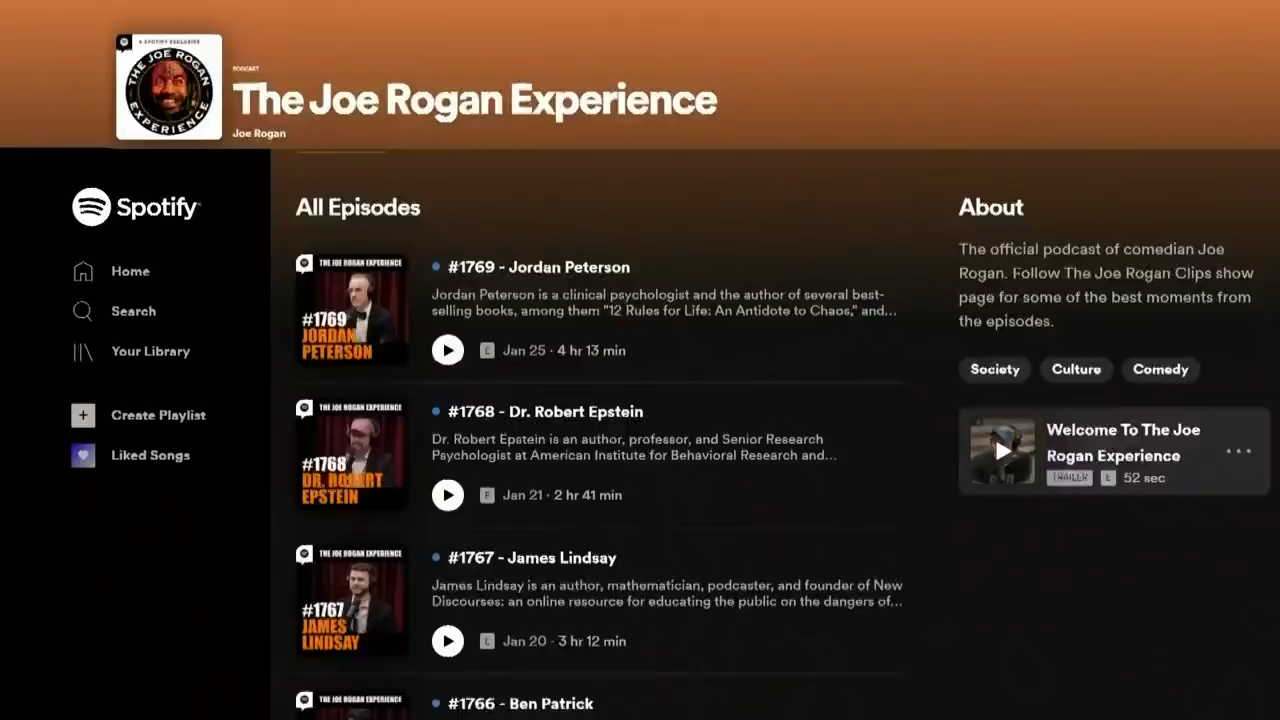 A SPOTIFY EXCLUSIVE
THE JOE ROGAN
EXPERIENCE
PODCAST
The Joe Rogan Experience
Joe Rogan
Spotify
Home
Search
Your Library
Create Playlist
Liked Songs
All Episodes
THE JOE ROGAN EXPERIENCE
#1769
JORDAN
PETERSON
#1769 - Jordan Peterson
Jordan Peterson is a clinical psychologist and the author of several best-
selling books, among them "12 Rules for Life: An Antidote to Chaos," and...
E Jan 25 · 4 hr 13 min
THE JOE ROGAN EXPERIENCE
#1768
DR. ROBERT
EPSTEIN
#1768 - Dr. Robert Epstein
Dr. Robert Epstein is an author, professor, and Senior Research
Psychologist at American Institute for Behavioral Research and...
E Jan 21 · 2 hr 41 min
THE JOE ROGAN EXPERIENCE
#1767
JAMES
LINDSAY
#1767 - James Lindsay
James Lindsay is an author, mathematician, podcaster, and founder of New
Discourses: an online resource for educating the public on the dangers of...
E Jan 20 · 3 hr 12 min
THE JOE ROGAN EXPERIENCE
#1766 - Ben Patrick
About
The official podcast of comedian Joe
Rogan. Follow The Joe Rogan Clips show
page for some of the best moments from
the episodes.
Society Culture Comedy
Welcome To The Joe
Rogan Experience
TRAILER E 52 sec